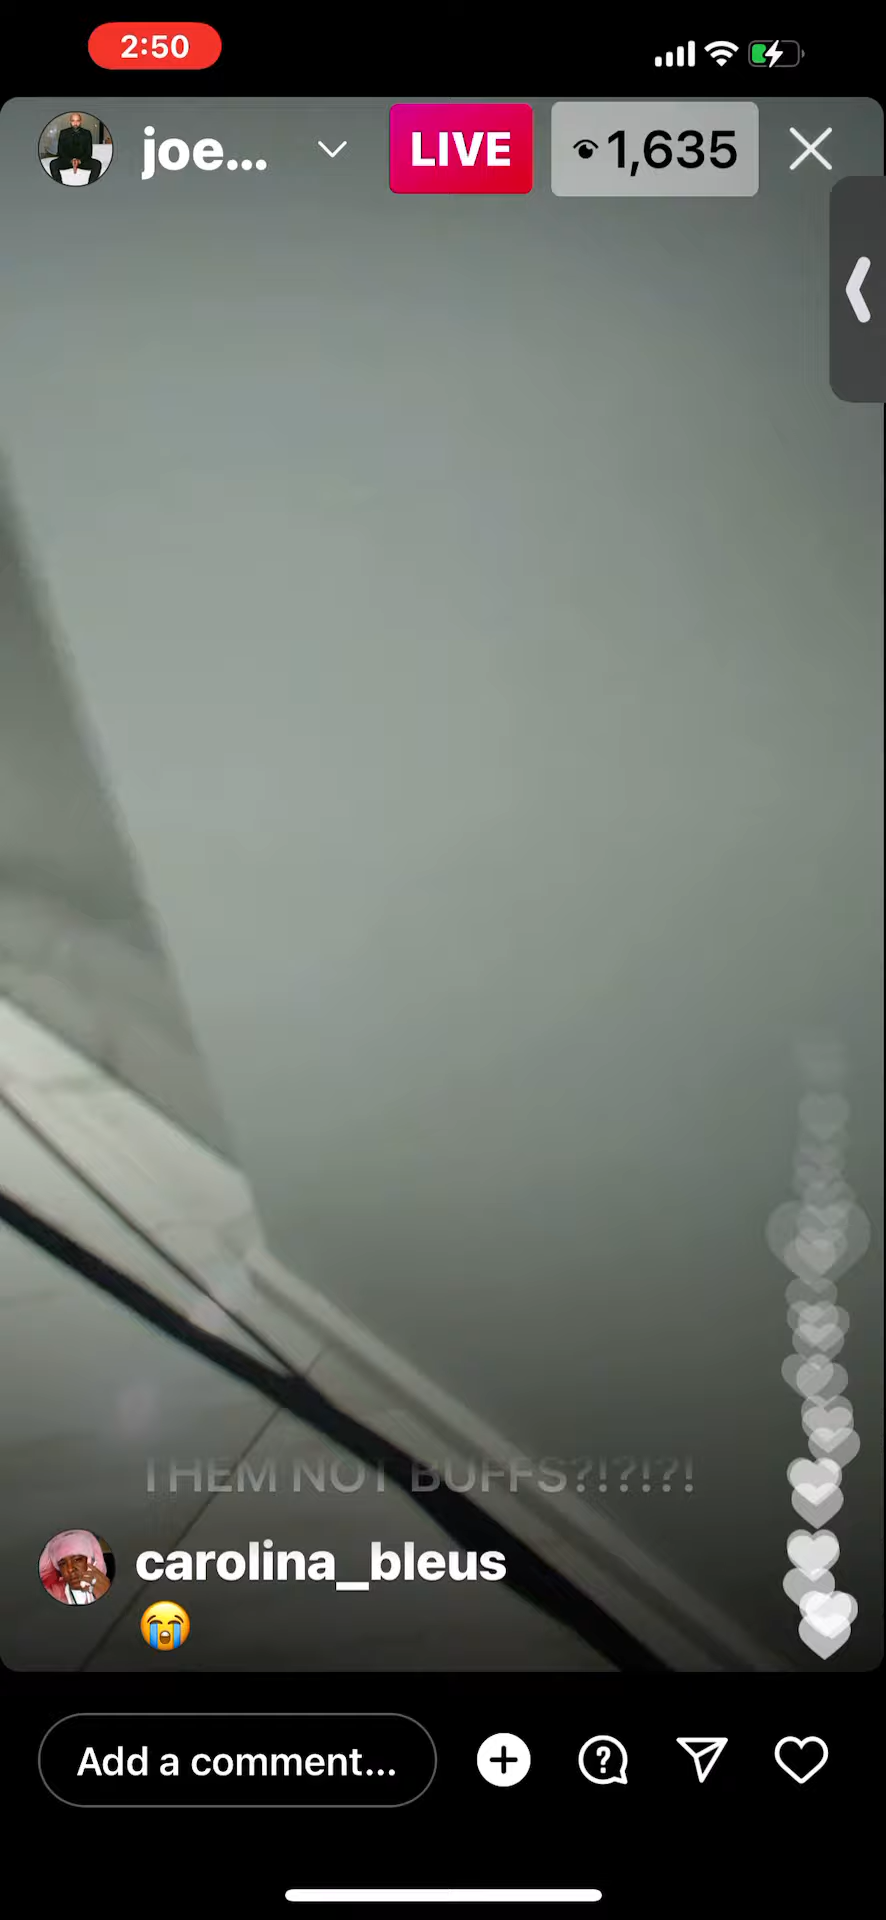 2:50
joe...
LIVE
1,635
THEM NOT BUFFS?!?!?!
carolina_bleus
😭
Add a comment...